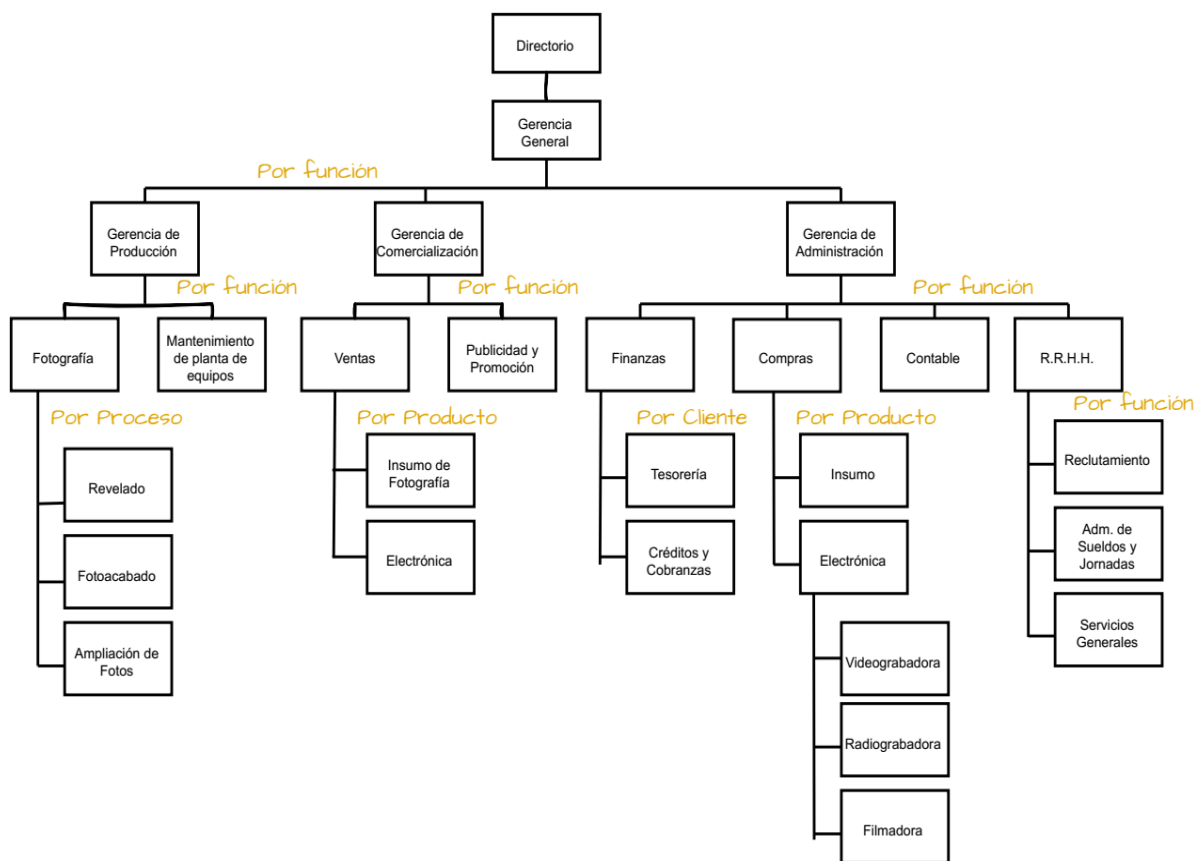 Directorio
Gerencia
General
Por función
Gerencia de
Producción
Gerencia de
Comercialización
Gerencia de
Administración
Por función
Por función
Por función
Fotografía
Mantenimiento
de planta de
equipos
Ventas
Publicidad y
Promoción
Finanzas
Compras
Contable
R.R.H.H.
Por Proceso
Por Producto
Por Cliente
Por Producto
Por función
Revelado
Insumo de
Fotografía
Tesorería
Insumo
Reclutamiento
Fotoacabado
Electrónica
Créditos y
Cobranzas
Electrónica
Adm. de
Sueldos y
Jornadas
Ampliación de
Fotos
Servicios
Generales
Videograbadora
Radiograbadora
Filmadora